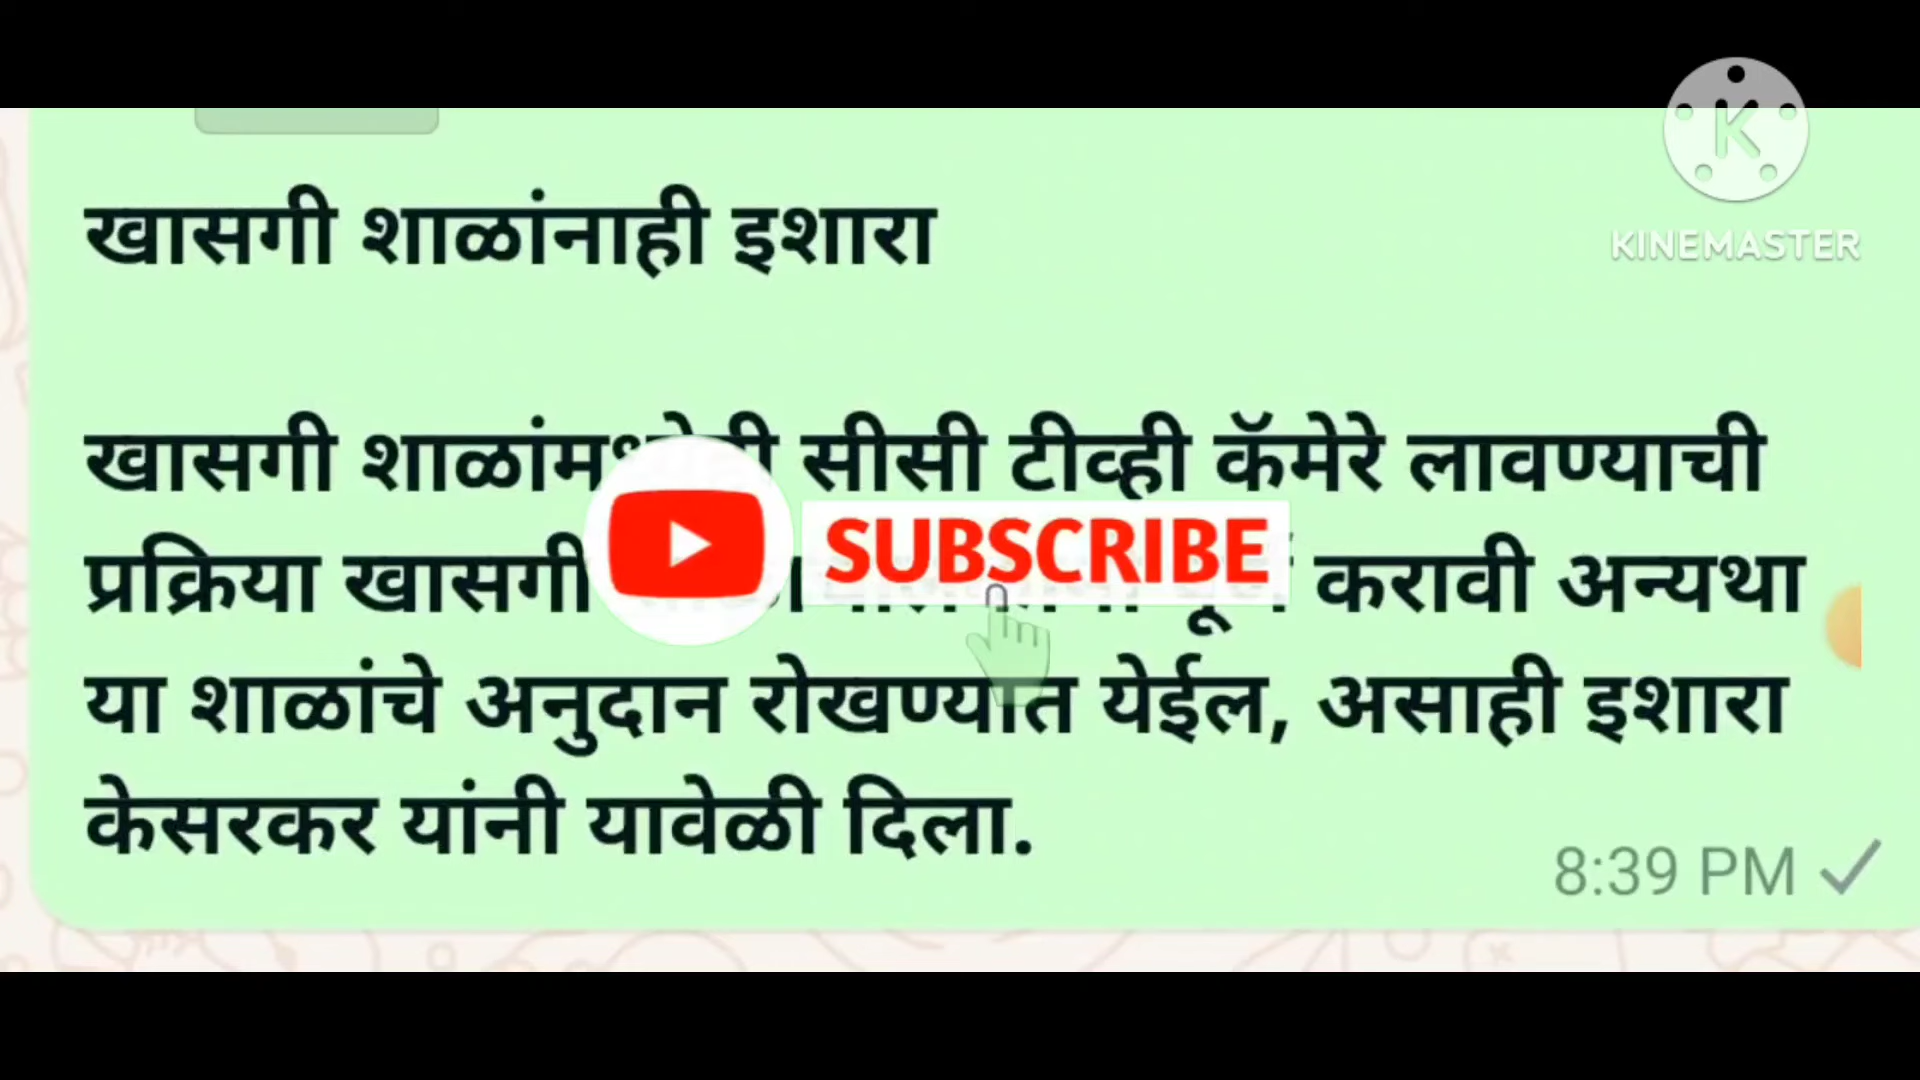 KINEMASTER
खासगी शाळांनाही इशारा
खासगी सीसी टीव्ही कॅमेरे लावण्याची
SUBSCRIBE
प्रक्रिया खासगी करावी अन्यथा
या शाळांचे अनुदान रोखण्यात येईल, असाही इशारा
केसरकर यांनी यावेळी दिला.
8:39 PM